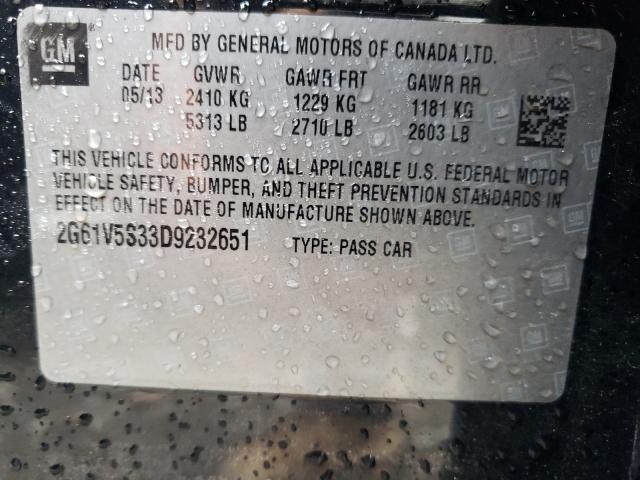 GM
MFD BY GENERAL MOTORS OF CANADA LTD.
DATE GVWR GAWR FRT GAWR RR
05/13 2410 KG 1229 KG 1181 KG
5313 LB 2710 LB 2603 LB
THIS VEHICLE CONFORMS TO ALL APPLICABLE U.S. FEDERAL MOTOR
VEHICLE SAFETY, BUMPER, AND THEFT PREVENTION STANDARDS IN
EFFECT ON THE DATE OF MANUFACTURE SHOWN ABOVE.
2G61V5S33D9232651 TYPE: PASS CAR